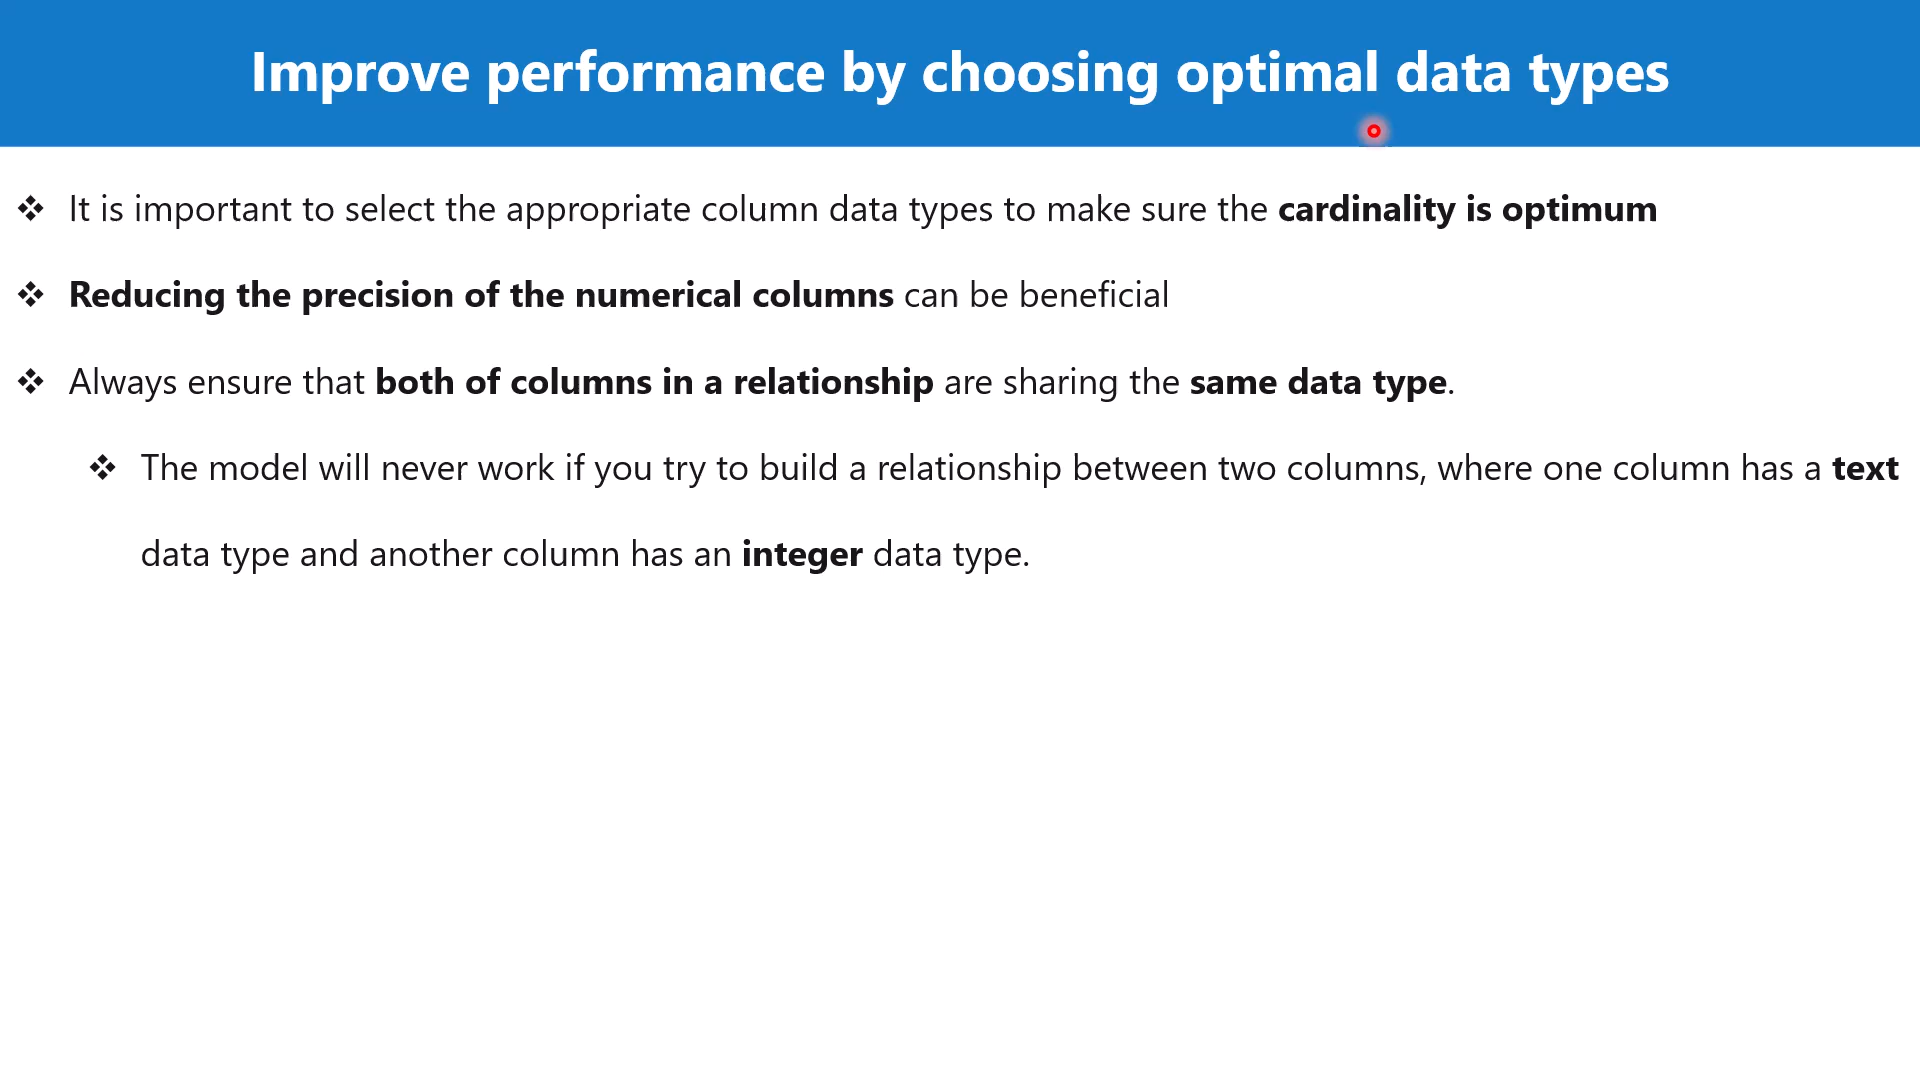 Improve performance by choosing optimal data types
❖ It is important to select the appropriate column data types to make sure the cardinality is optimum
❖ Reducing the precision of the numerical columns can be beneficial
❖ Always ensure that both of columns in a relationship are sharing the same data type.
❖ The model will never work if you try to build a relationship between two columns, where one column has a text
data type and another column has an integer data type.